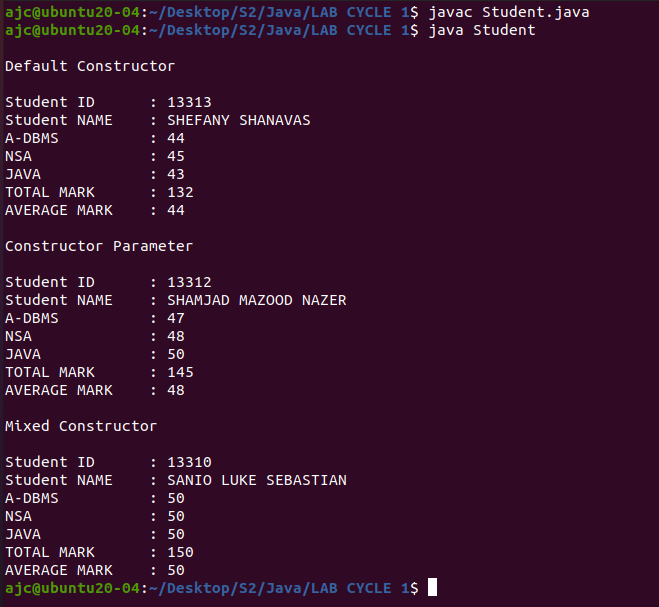 ajc@ubuntu20-04:~/Desktop/S2/Java/LAB CYCLE 1$ javac Student.java
ajc@ubuntu20-04:~/Desktop/S2/Java/LAB CYCLE 1$ java Student
Default Constructor
Student ID      : 13313
Student NAME    : SHEFANY SHANAVAS
A-DBMS          : 44
NSA             : 45
JAVA            : 43
TOTAL MARK      : 132
AVERAGE MARK    : 44
Constructor Parameter
Student ID      : 13312
Student NAME    : SHAMJAD MAZOOD NAZER
A-DBMS          : 47
NSA             : 48
JAVA            : 50
TOTAL MARK      : 145
AVERAGE MARK    : 48
Mixed Constructor
Student ID      : 13310
Student NAME    : SANIO LUKE SEBASTIAN
A-DBMS          : 50
NSA             : 50
JAVA            : 50
TOTAL MARK      : 150
AVERAGE MARK    : 50
ajc@ubuntu20-04:~/Desktop/S2/Java/LAB CYCLE 1$